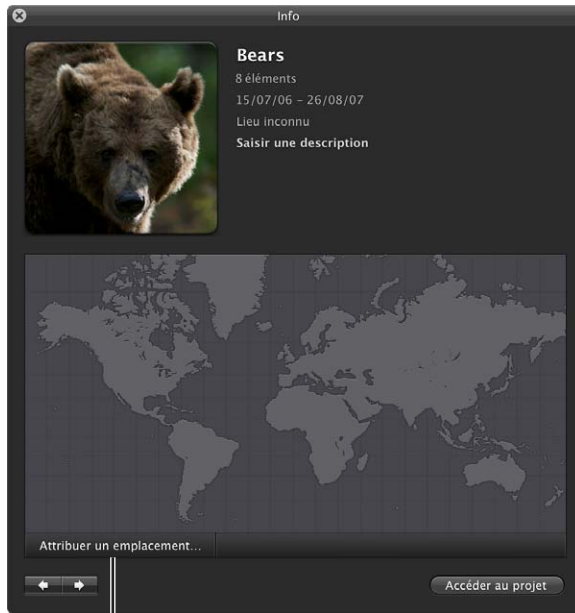 Info
Bears
8 éléments
15/07/06 – 26/08/07
Lieu inconnu
Saisir une description
Attribuer un emplacement...
Accéder au projet